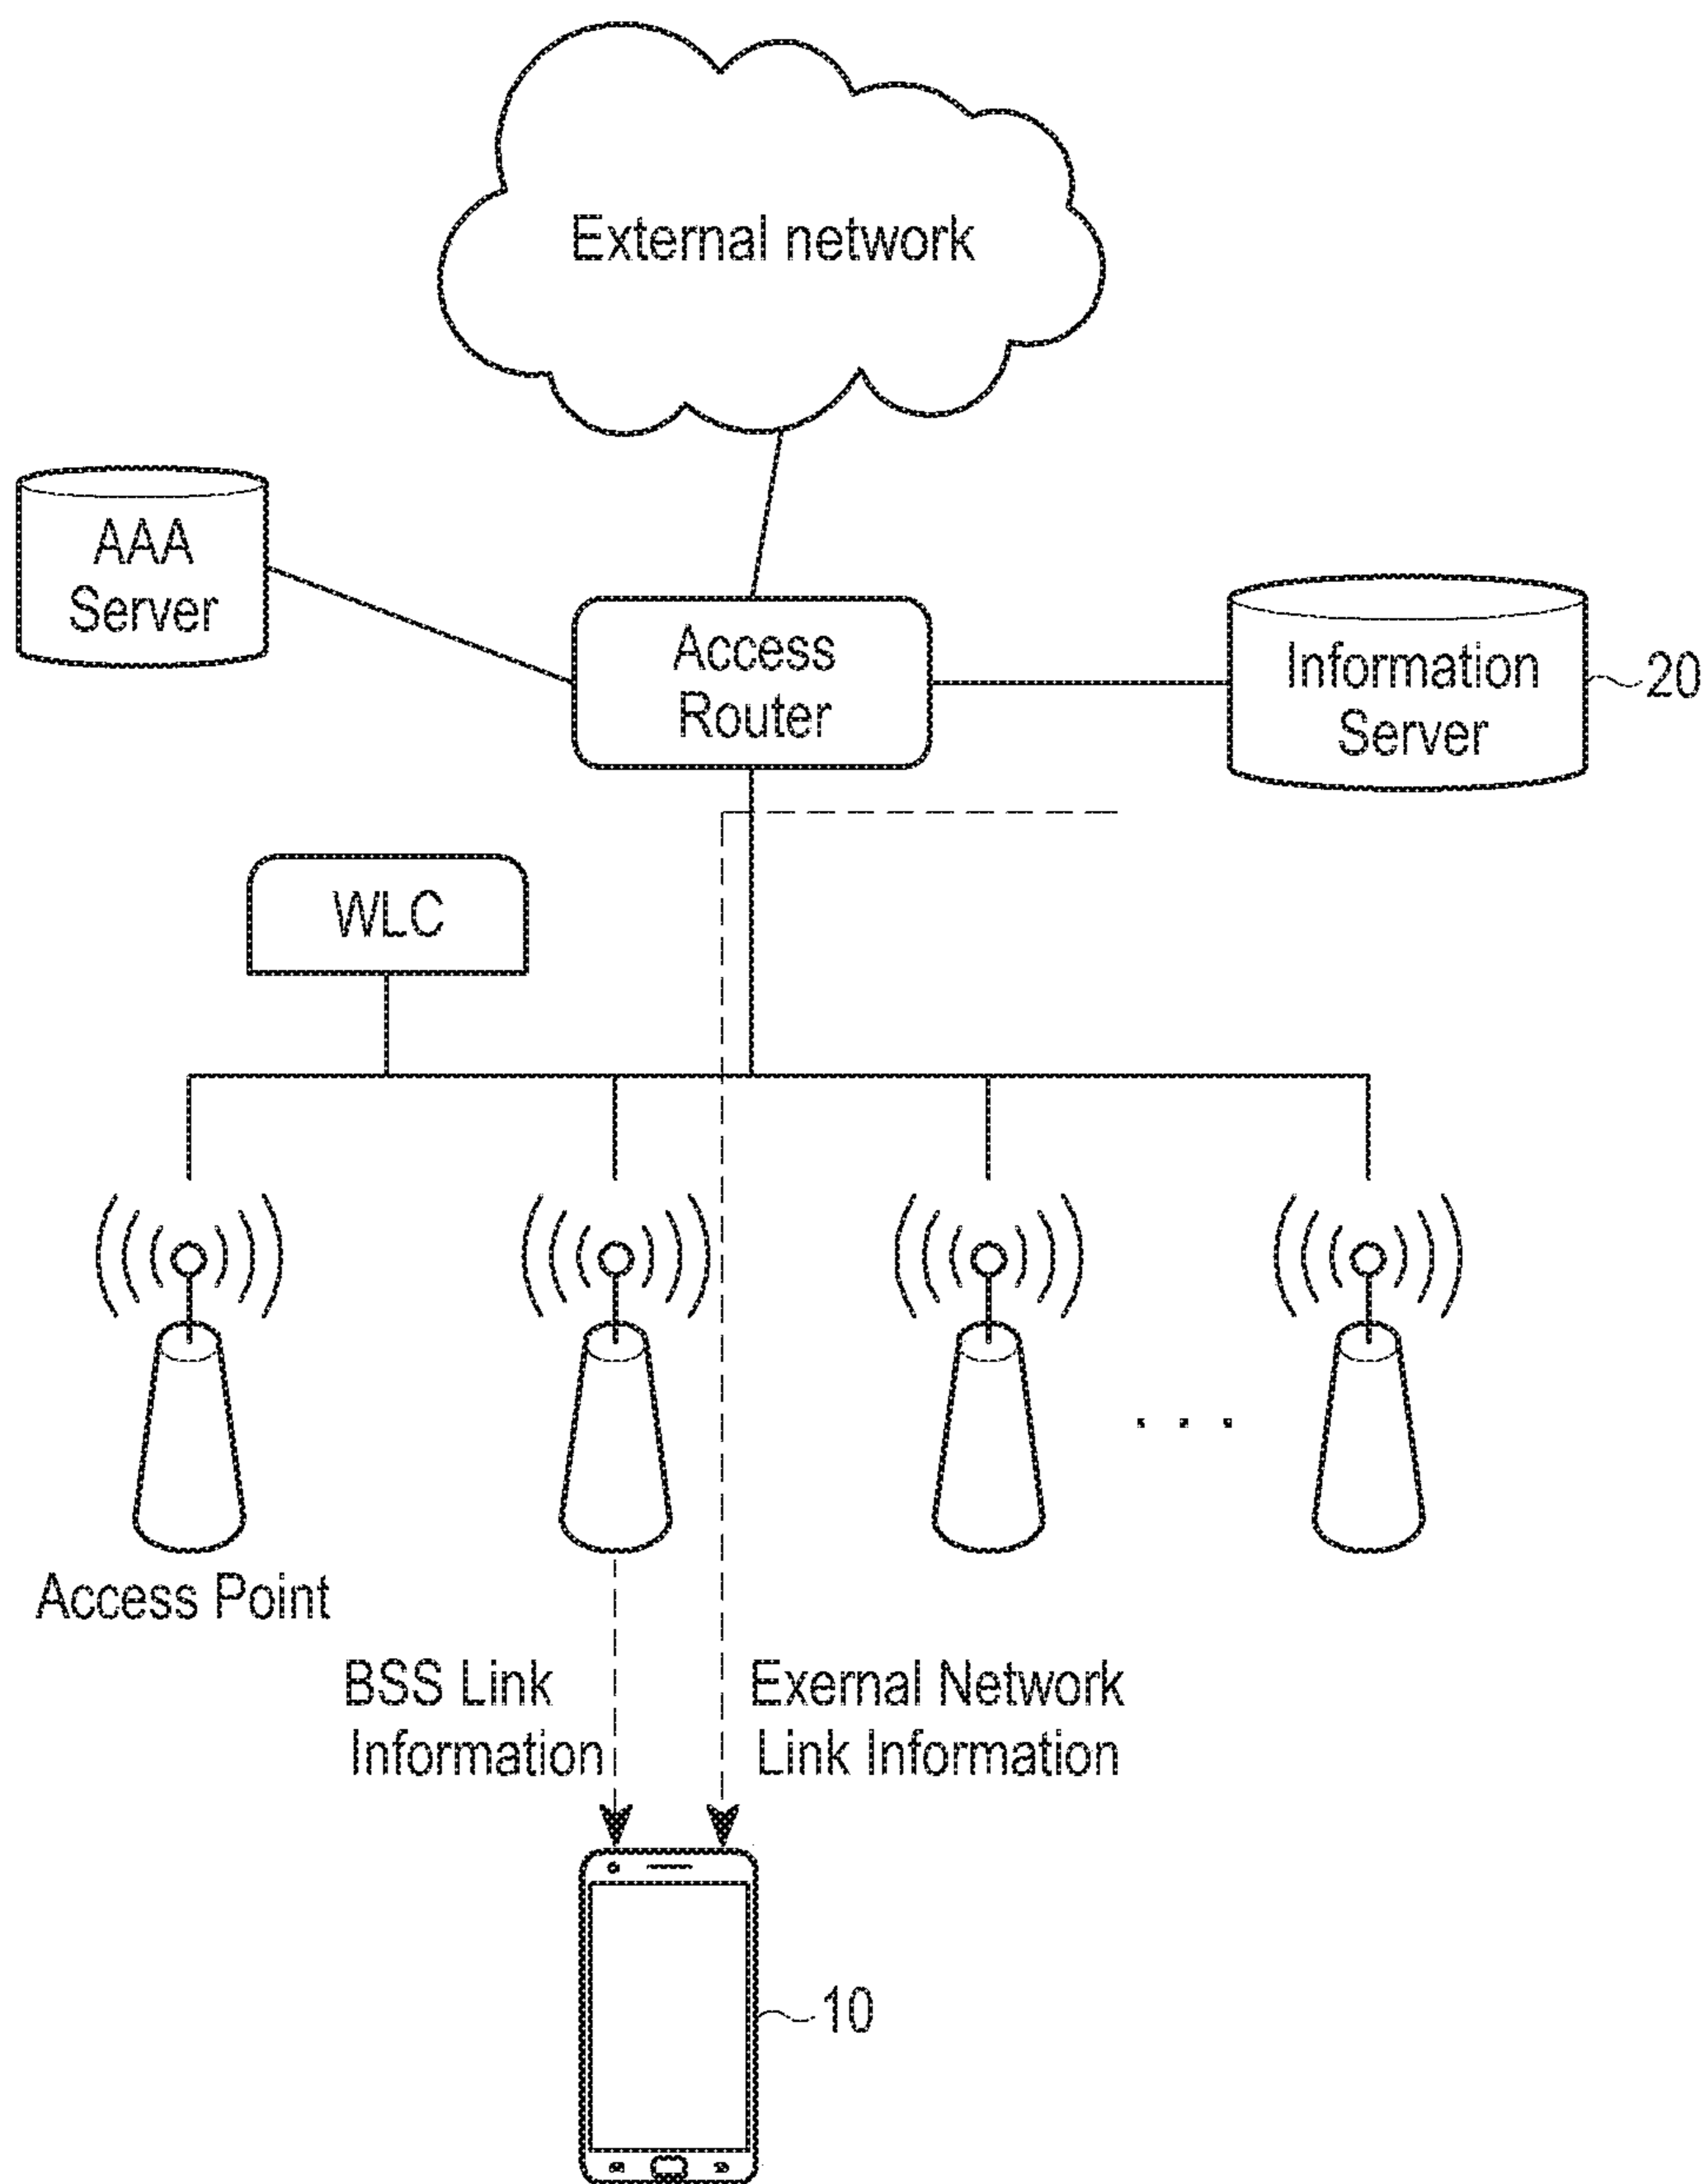 External network
AAA
Server
Access
Router
Information
Server
20
WLC
Access Point
BSS Link
Information
Exernal Network
Link Information
10